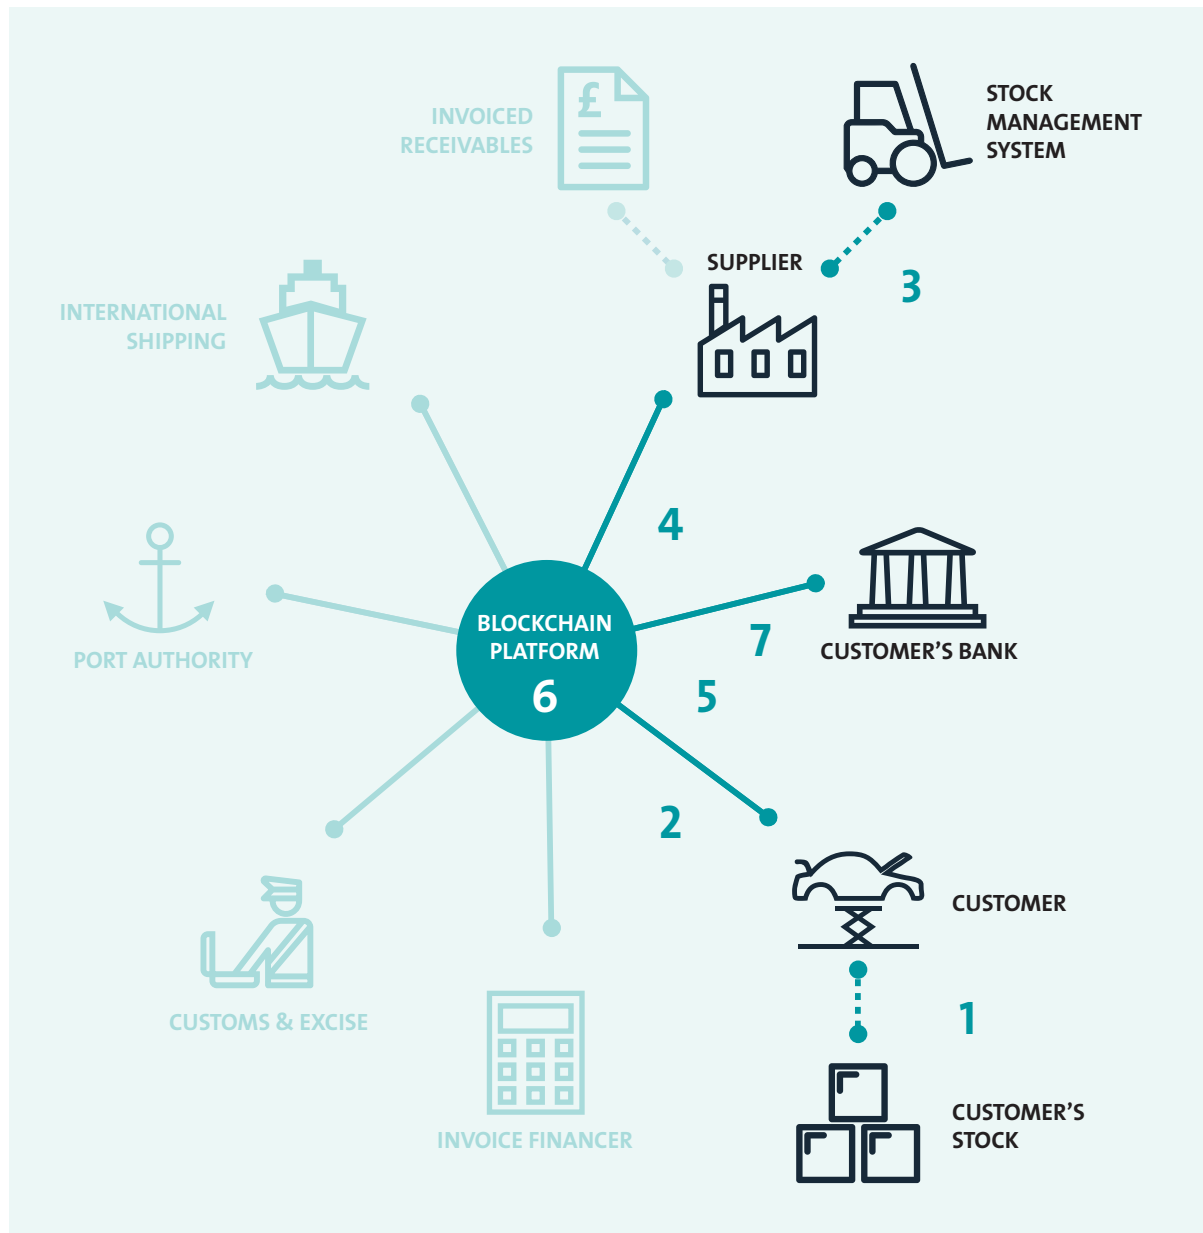 INVOICED
RECEIVABLES
£
STOCK
MANAGEMENT
SYSTEM
SUPPLIER
3
INTERNATIONAL
SHIPPING
4
BLOCKCHAIN
PLATFORM
6
7
CUSTOMER’S BANK
PORT AUTHORITY
5
2
CUSTOMER
1
CUSTOMS & EXCISE
INVOICE FINANCER
CUSTOMER’S
STOCK